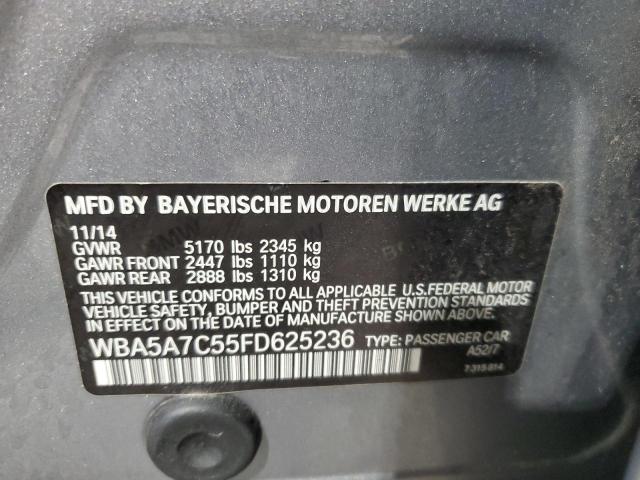 MFD BY BAYERISCHE MOTOREN WERKE AG
11/14
GVWR 5170 lbs 2345 kg
GAWR FRONT 2447 lbs 1110 kg
GAWR REAR 2888 lbs 1310 kg
THIS VEHICLE CONFORMS TO ALL APPLICABLE U.S.FEDERAL MOTOR
VEHICLE SAFETY, BUMPER AND THEFT PREVENTION STANDARDS
IN EFFECT ON THE DATE OF MANUFACTURE SHOWN ABOVE.
WBA5A7C55FD625236 TYPE: PASSENGER CAR
A52/7
7 315 814